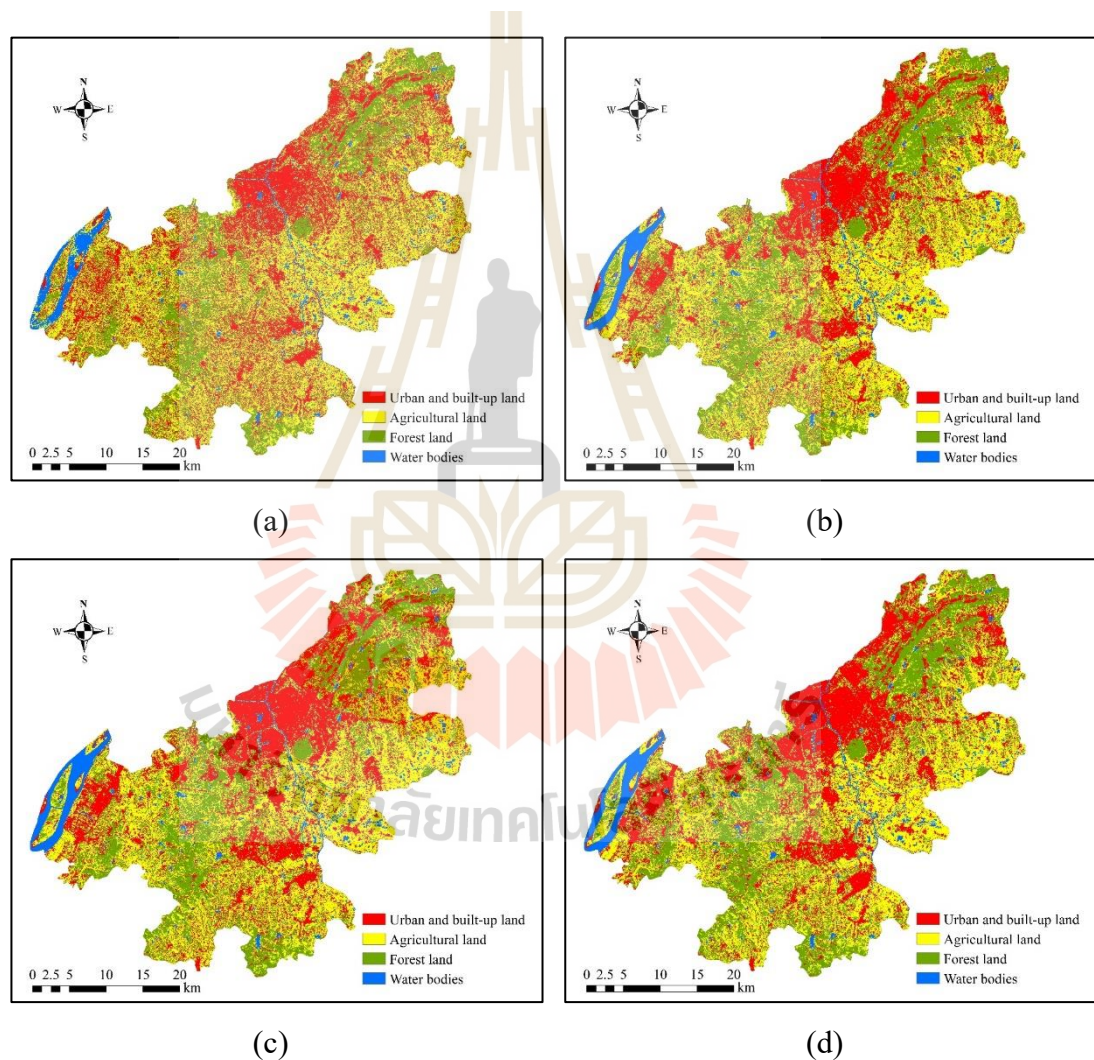 N
W E
S
Urban and built-up land
Agricultural land
Forest land
Water bodies
0 2.5 5 10 15 20
km
(a)
N
W E
S
Urban and built-up land
Agricultural land
Forest land
Water bodies
0 2.5 5 10 15 20
km
(b)
N
W E
S
Urban and built-up land
Agricultural land
Forest land
Water bodies
0 2.5 5 10 15 20
km
(c)
N
W E
S
Urban and built-up land
Agricultural land
Forest land
Water bodies
0 2.5 5 10 15 20
km
(d)